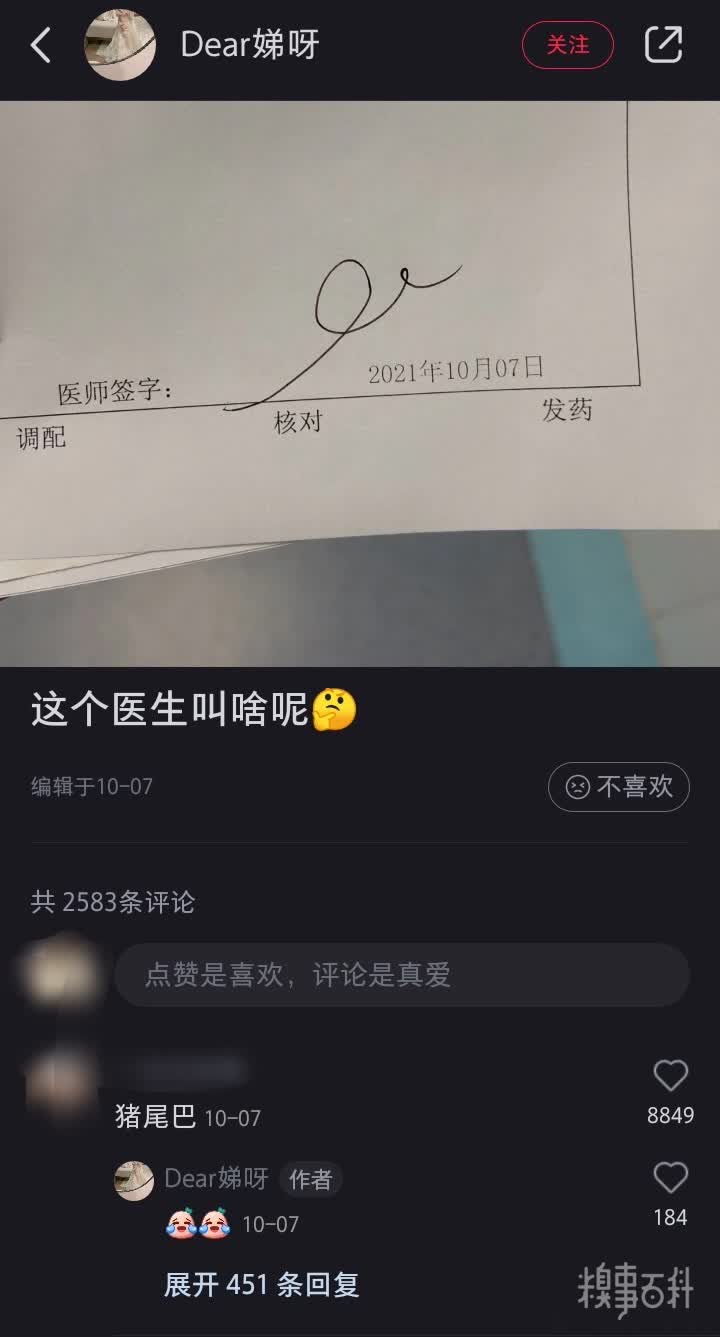 Dear娣呀
关注
2021年10月07日
医师签字：
调配
核对
发药
这个医生叫啥呢🤔
编辑于10-07
不喜欢
共 2583条评论
点赞是喜欢，评论是真爱
猪尾巴 10-07
8849
Dear娣呀 作者
10-07
184
展开 451 条回复
糗事百科